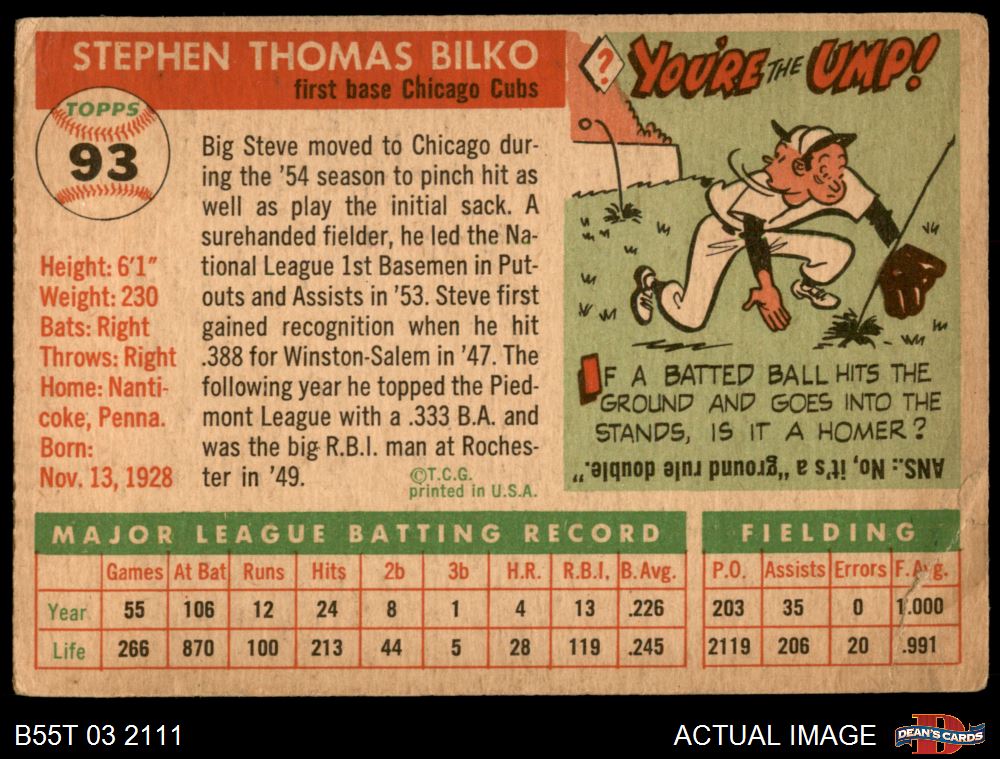 STEPHEN THOMAS BILKO
first base Chicago Cubs
TOPPS
93
Height: 6'1"
Weight: 230
Bats: Right
Throws: Right
Home: Nanti-
coke, Penna.
Born:
Nov. 13, 1928
Big Steve moved to Chicago dur-
ing the '54 season to pinch hit as
well as play the initial sack. A
surehanded fielder, he led the Na-
tional League 1st Basemen in Put-
outs and Assists in '53. Steve first
gained recognition when he hit
.388 for Winston-Salem in '47. The
following year he topped the Pied-
mont League with a .333 B.A. and
was the big R.B.I. man at Roches-
ter in '49.
©T.C.G.
printed in U.S.A.
? YOU'RE THE UMP!
IF A BATTED BALL HITS THE
GROUND AND GOES INTO THE
STANDS, IS IT A HOMER?
ANS.: No, it's a "ground rule double."
MAJOR LEAGUE BATTING RECORD FIELDING
Games At Bat Runs Hits 2b 3b H.R. R.B.I. B.Avg. P.O. Assists Errors F.Avg.
Year 55 106 12 24 8 1 4 13 .226 203 35 0 1.000
Life 266 870 100 213 44 5 28 119 .245 2119 206 20 .991
B55T 03 2111 ACTUAL IMAGE DEAN'S CARDS